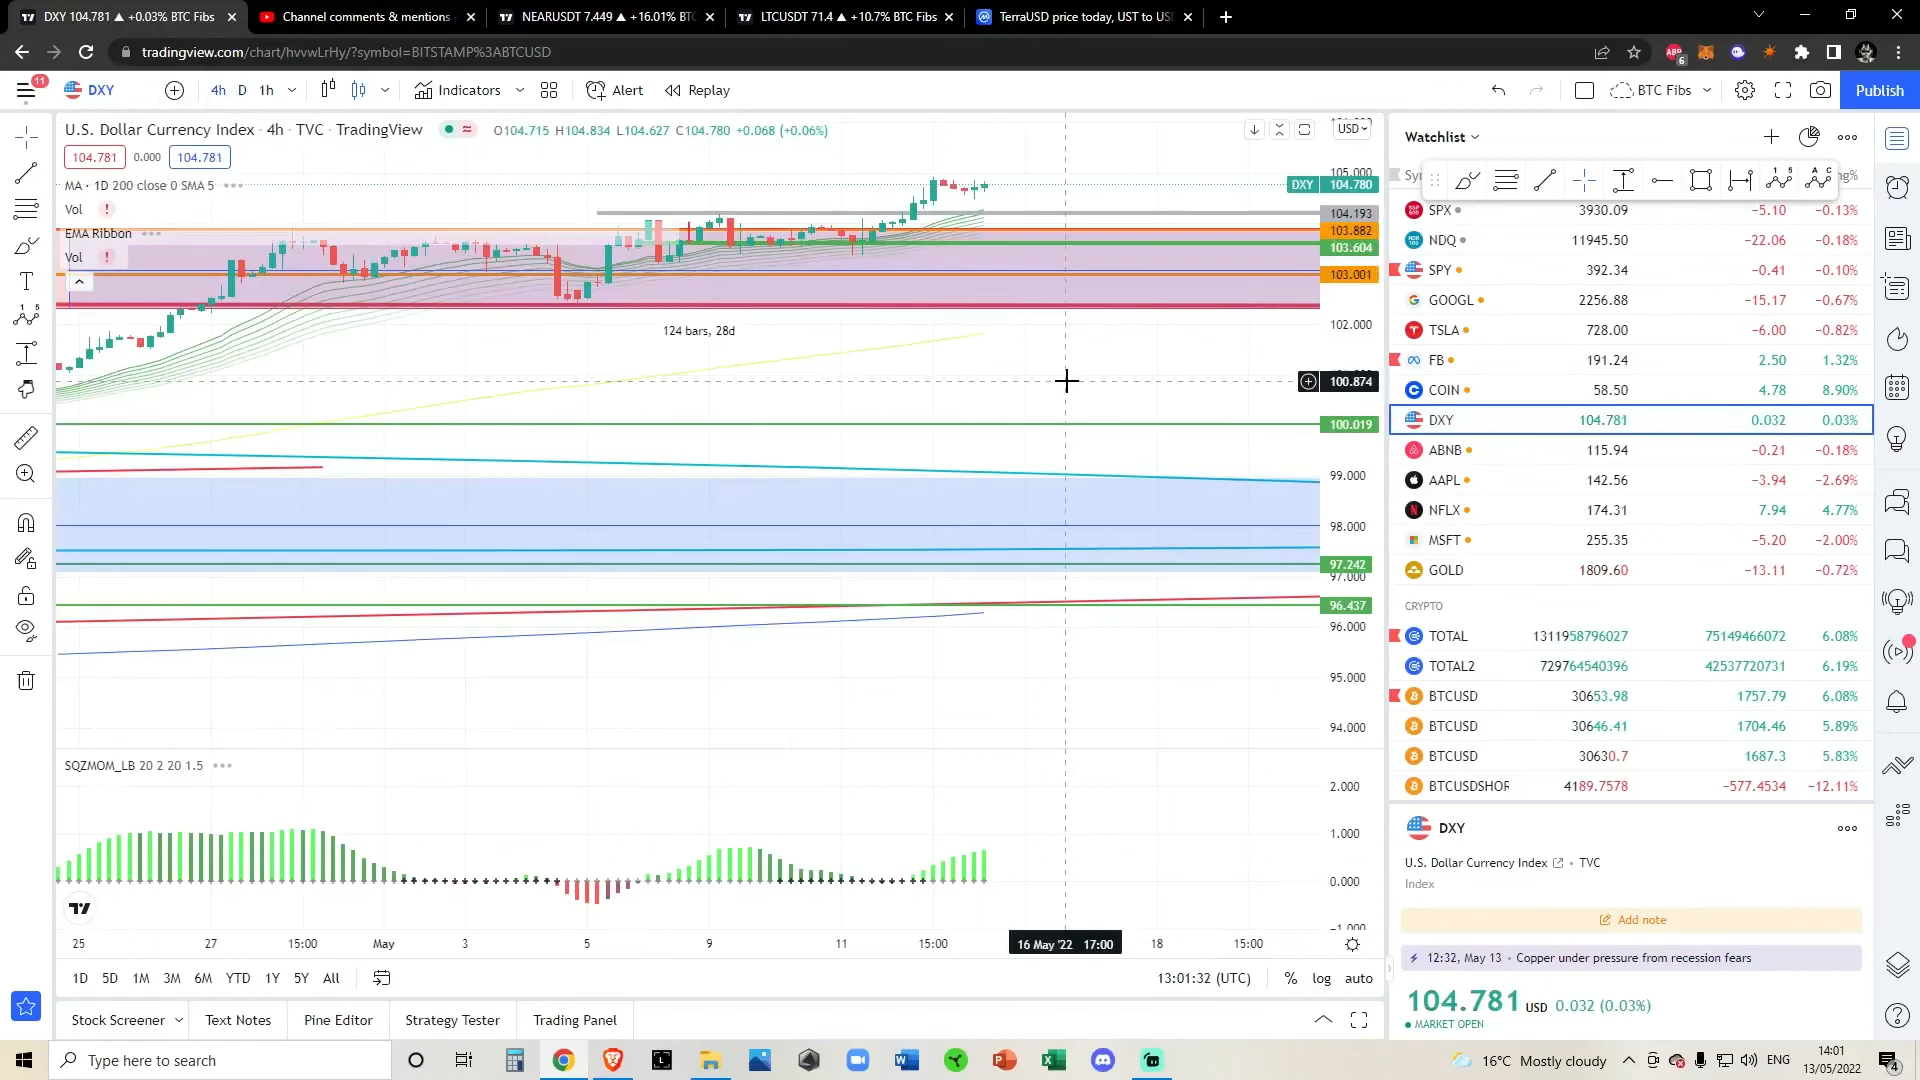 DXY 104.781 ▲ +0.03% BTC Fibs
Channel comments & mentions
NEARUSDT 7.449 ▲ +16.01% BTC
LTCUSDT 71.4 ▲ +10.7% BTC Fibs
TerraUSD price today, UST to US
tradingview.com/chart/hvvwLrHy/?symbol=BITSTAMP%3ABTCUSD
6
11
DXY
4h D 1h
Indicators
Alert
Replay
BTC Fibs
Publish
U.S. Dollar Currency Index · 4h · TVC · TradingView
O104.715 H104.834 L104.627 C104.780 +0.068 (+0.06%)
USD
104.781 0.000 104.781
MA · 1D 200 close 0 SMA 5
Vol !
EMA Ribbon
Vol !
124 bars, 28d
105.000
DXY 104.780
104.193
103.882
103.604
103.001
102.000
100.874
100.019
99.000
98.000
97.242
97.000
96.437
96.000
95.000
94.000
SQZMOM_LB 20 2 20 1.5
2.000
1.000
0.000
-1.000
25 27 15:00 May 3 5 9 11 15:00 16 May '22 17:00 18 15:00
1D 5D 1M 3M 6M YTD 1Y 5Y All
13:01:32 (UTC) % log auto
Stock Screener Text Notes Pine Editor Strategy Tester Trading Panel
Watchlist
SPX 3930.09 −5.10 −0.13%
NDQ 11945.50 −22.06 −0.18%
SPY 392.34 −0.41 −0.10%
GOOGL 2256.88 −15.17 −0.67%
TSLA 728.00 −6.00 −0.82%
FB 191.24 2.50 1.32%
COIN 58.50 4.78 8.90%
DXY 104.781 0.032 0.03%
ABNB 115.94 −0.21 −0.18%
AAPL 142.56 −3.94 −2.69%
NFLX 174.31 7.94 4.77%
MSFT 255.35 −5.20 −2.00%
GOLD 1809.60 −13.11 −0.72%
CRYPTO
TOTAL 1311958796027 75149466072 6.08%
TOTAL2 729764540396 42537720731 6.19%
BTCUSD 30653.98 1757.79 6.08%
BTCUSD 30646.41 1704.46 5.89%
BTCUSD 30630.7 1687.3 5.83%
BTCUSDSHOR 4189.7578 −577.4534 −12.11%
DXY
U.S. Dollar Currency Index • TVC
Index
Add note
12:32, May 13 • Copper under pressure from recession fears
104.781 USD 0.032 (0.03%)
MARKET OPEN
Type here to search
16°C Mostly cloudy
ENG
14:01
13/05/2022
4